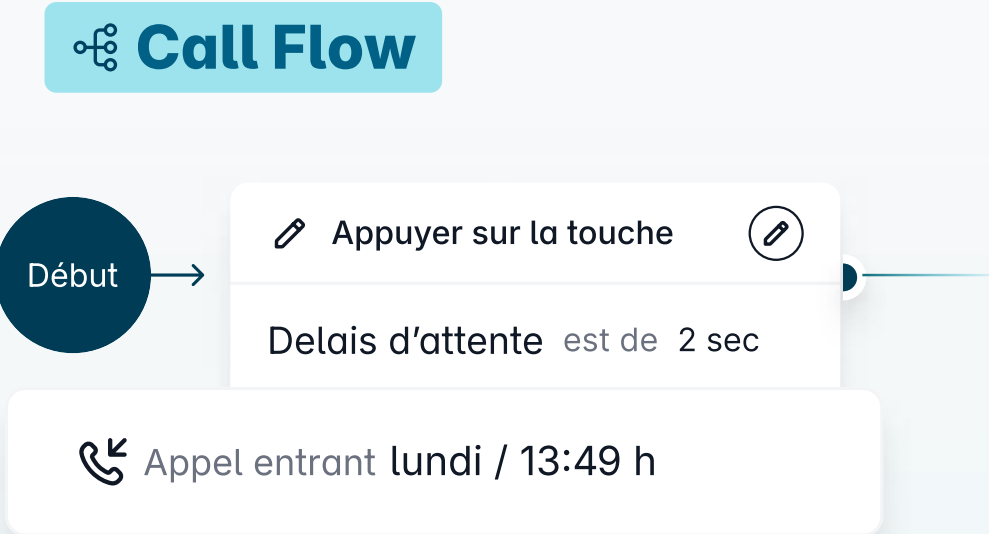 Call Flow
Début
Appuyer sur la touche
Delais d’attente est de 2 sec
Appel entrant lundi / 13:49 h